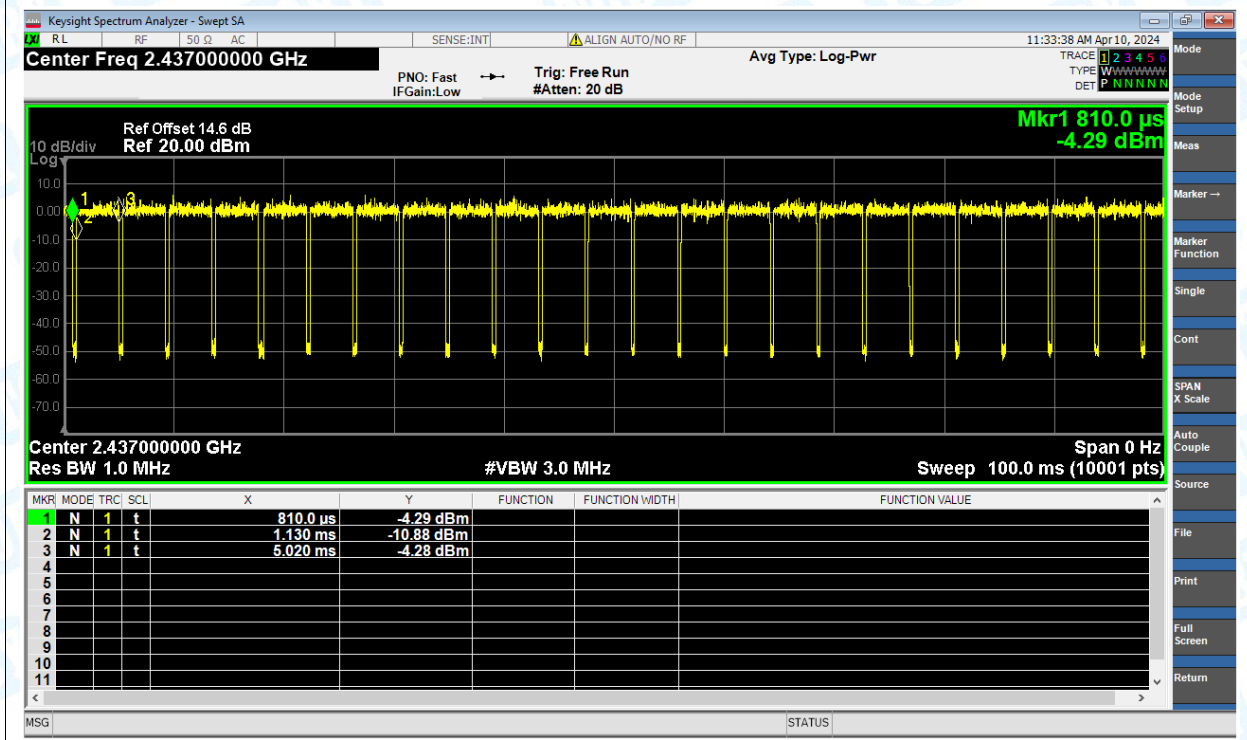 Keysight Spectrum Analyzer - Swept SA
LXI RL RF 50 Ω AC SENSE:INT ALIGN AUTO/NO RF 11:33:38 AM Apr 10, 2024
Center Freq 2.437000000 GHz
PNO: Fast
IFGain:Low
Trig: Free Run
#Atten: 20 dB
Avg Type: Log-Pwr
TRACE 1 2 3 4 5 6
TYPE WWWWWW
DET P N N N N N
Ref Offset 14.6 dB
10 dB/div Ref 20.00 dBm
Log
Mkr1 810.0 µs
-4.29 dBm
10.0
0.00
-10.0
-20.0
-30.0
-40.0
-50.0
-60.0
-70.0
1
2
3
Center 2.437000000 GHz Span 0 Hz
Res BW 1.0 MHz #VBW 3.0 MHz Sweep 100.0 ms (10001 pts)
MKR MODE TRC SCL X Y FUNCTION FUNCTION WIDTH FUNCTION VALUE
1 N 1 t 810.0 µs -4.29 dBm
2 N 1 t 1.130 ms -10.88 dBm
3 N 1 t 5.020 ms -4.28 dBm
4
5
6
7
8
9
10
11
MSG STATUS
Mode
Mode
Setup
Meas
Marker →
Marker
Function
Single
Cont
SPAN
X Scale
Auto
Couple
Source
File
Print
Full
Screen
Return